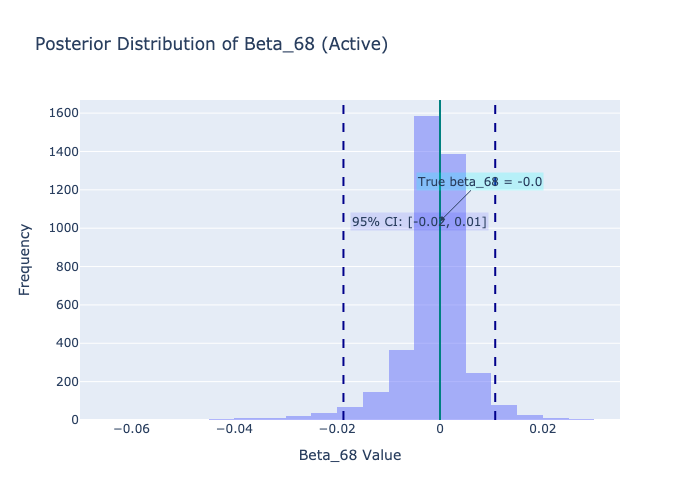 Posterior Distribution of Beta_68 (Active)
1600
1400
True beta_68 = -0.0
1200
95% CI: [-0.02, 0.01]
1000
800
600
400
200
0
Frequency
−0.06
−0.04
−0.02
0
0.02
Beta_68 Value